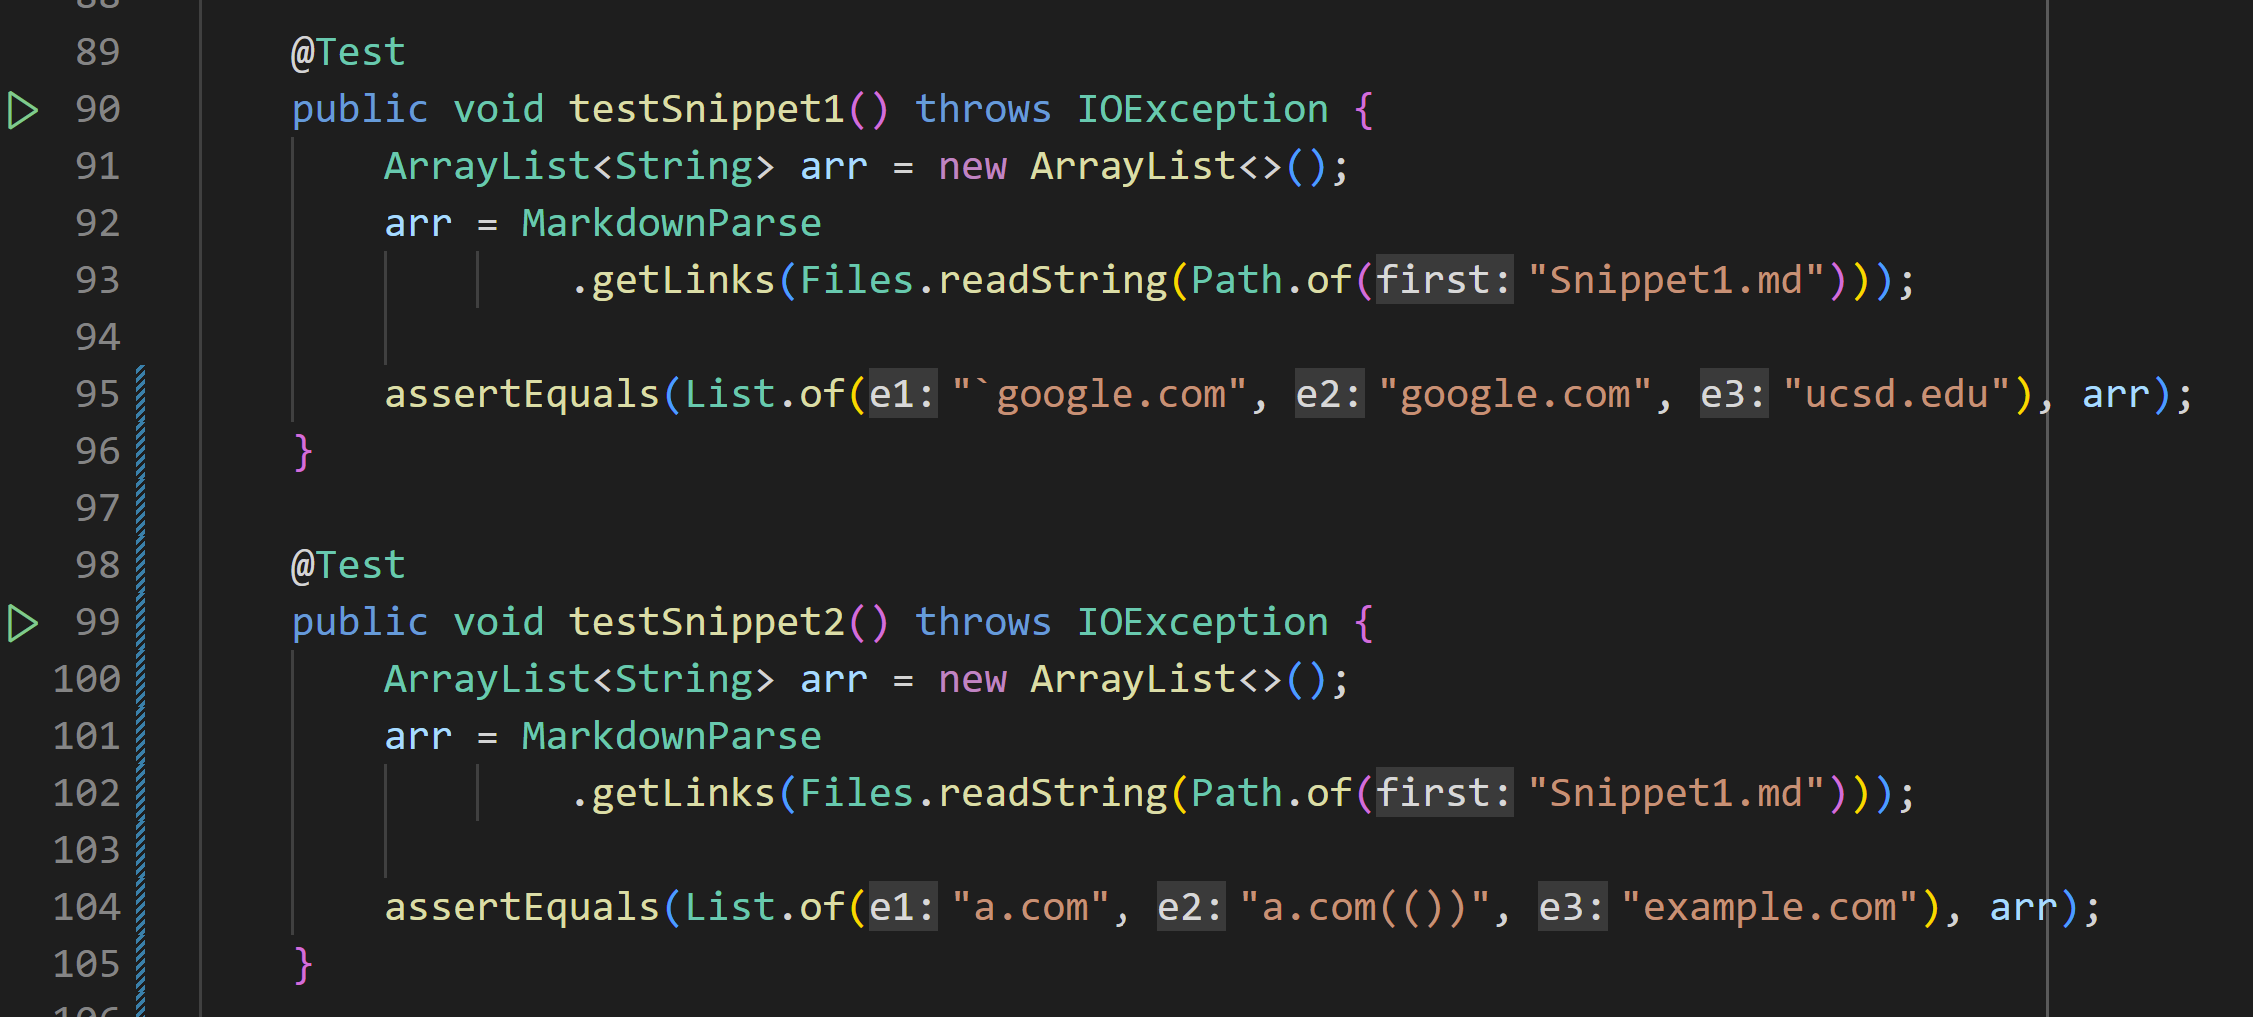 88
89 @Test
90 public void testSnippet1() throws IOException {
91 ArrayList<String> arr = new ArrayList<>();
92 arr = MarkdownParse
93 .getLinks(Files.readString(Path.of(first: "Snippet1.md")));
94
95 assertEquals(List.of(e1: "`google.com", e2: "google.com", e3: "ucsd.edu"), arr);
96 }
97
98 @Test
99 public void testSnippet2() throws IOException {
100 ArrayList<String> arr = new ArrayList<>();
101 arr = MarkdownParse
102 .getLinks(Files.readString(Path.of(first: "Snippet1.md")));
103
104 assertEquals(List.of(e1: "a.com", e2: "a.com(())", e3: "example.com"), arr);
105 }
106